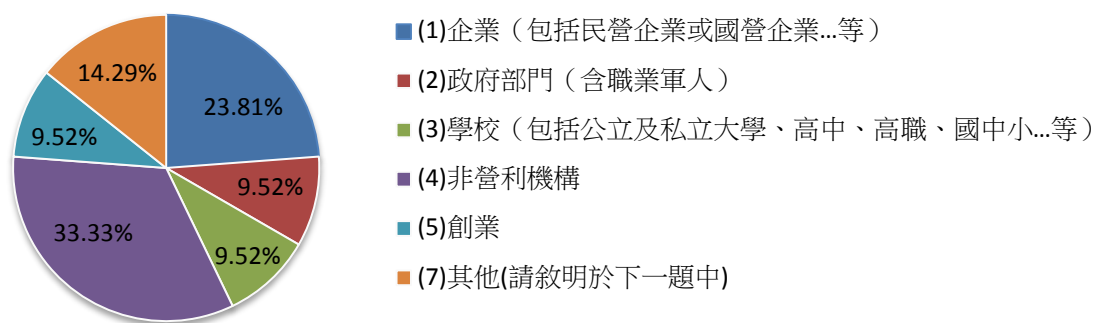 14.29%
23.81%
9.52%
9.52%
33.33%
9.52%
(1)企業（包括民營企業或國營企業...等）
(2)政府部門（含職業軍人）
(3)學校（包括公立及私立大學、高中、高職、國中小...等）
(4)非營利機構
(5)創業
(7)其他(請敘明於下一題中)